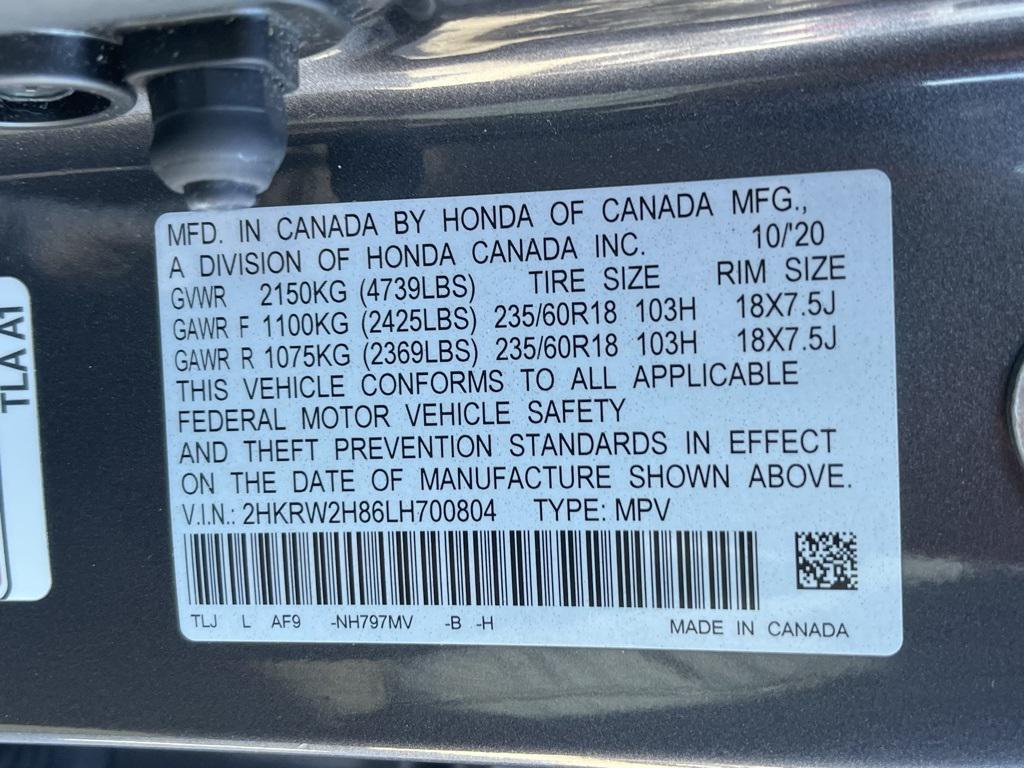 MFD. IN CANADA BY HONDA OF CANADA MFG.,
A DIVISION OF HONDA CANADA INC. 10/'20
GVWR 2150KG (4739LBS) TIRE SIZE RIM SIZE
GAWR F 1100KG (2425LBS) 235/60R18 103H 18X7.5J
GAWR R 1075KG (2369LBS) 235/60R18 103H 18X7.5J
THIS VEHICLE CONFORMS TO ALL APPLICABLE
FEDERAL MOTOR VEHICLE SAFETY
AND THEFT PREVENTION STANDARDS IN EFFECT
ON THE DATE OF MANUFACTURE SHOWN ABOVE.
V.I.N.: 2HKRW2H86LH700804 TYPE: MPV
TLJ L AF9 -NH797MV -B -H MADE IN CANADA
TLA A1